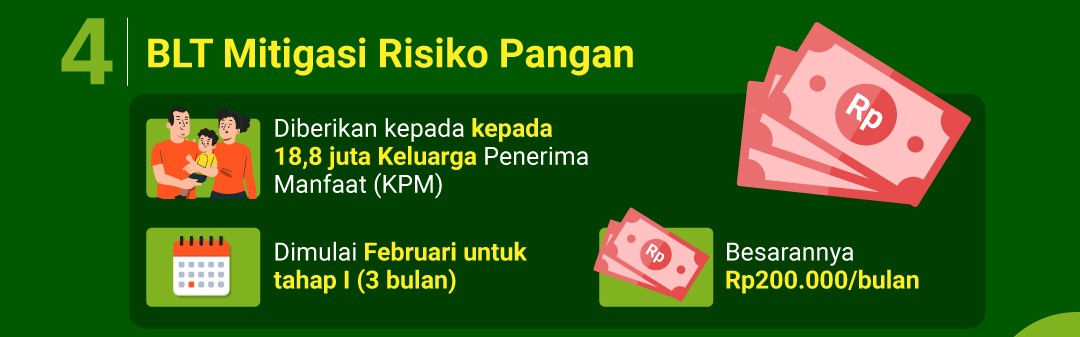 4
BLT Mitigasi Risiko Pangan
Rp
Diberikan kepada kepada
18,8 juta Keluarga Penerima
Manfaat (KPM)
Dimulai Februari untuk
tahap I (3 bulan)
Rp
Besarannya
Rp200.000/bulan